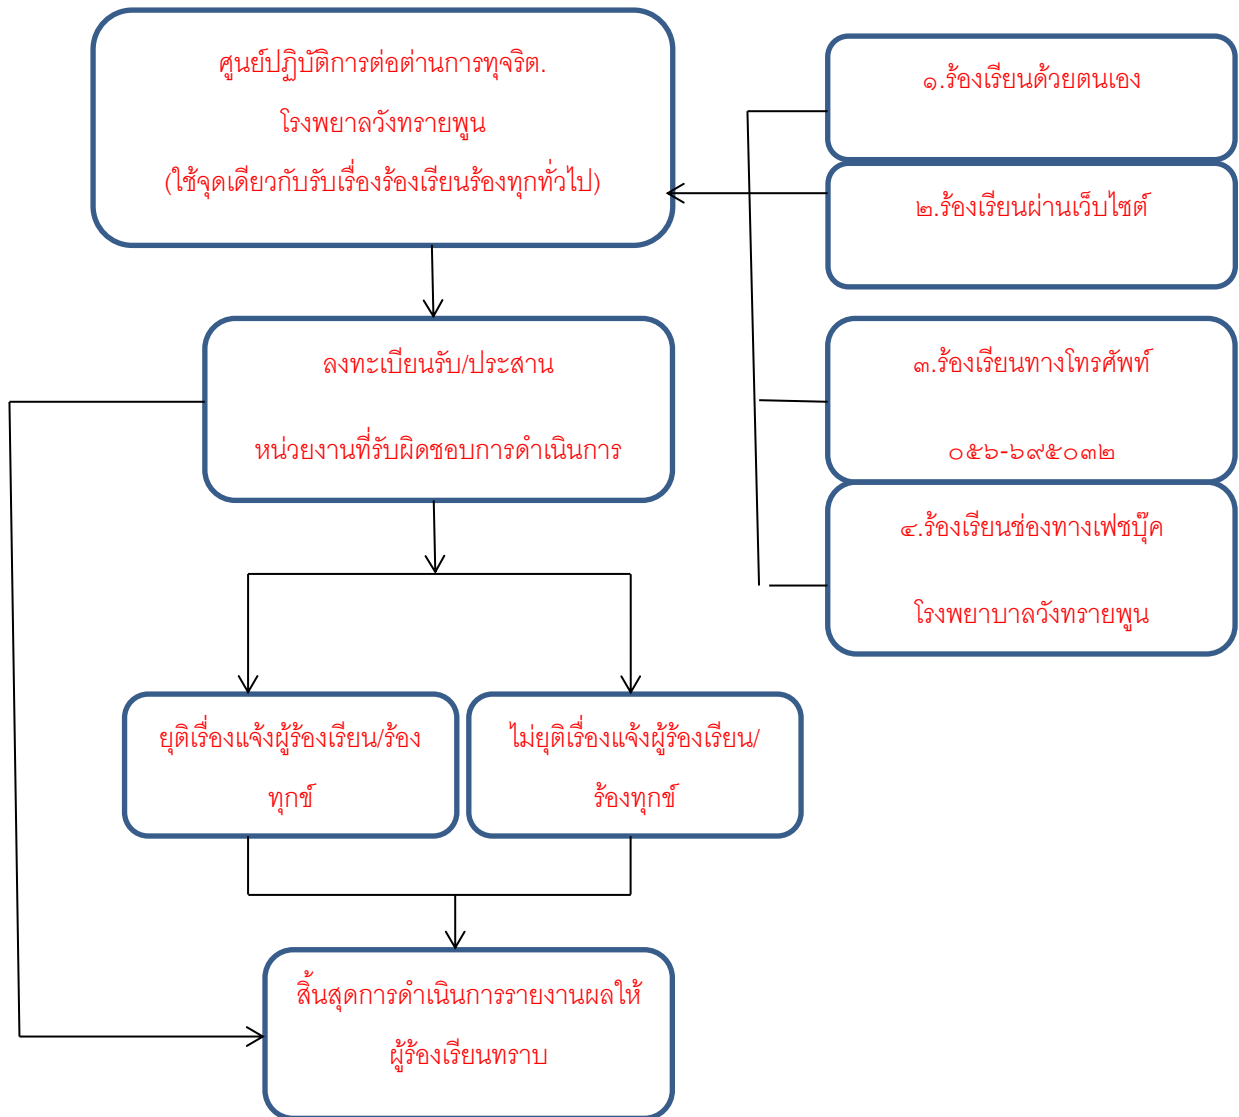 ศูนย์ปฏิบัติการต่อต่านการทุจริต.
โรงพยาลวังทรายพูน
(ใช้จุดเดียวกับรับเรื่องร้องเรียนร้องทุกทั่วไป)
๑.ร้องเรียนด้วยตนเอง
๒.ร้องเรียนผ่านเว็บไซต์
๓.ร้องเรียนทางโทรศัพท์
๐๕๖-๖๙๕๐๓๒
๔.ร้องเรียนช่องทางเฟชบุ๊ค
โรงพยาบาลวังทรายพูน
ลงทะเบียนรับ/ประสาน
หน่วยงานที่รับผิดชอบการดำเนินการ
ยุติเรื่องแจ้งผู้ร้องเรียน/ร้อง
ทุกข์
ไม่ยุติเรื่องแจ้งผู้ร้องเรียน/
ร้องทุกข์
สิ้นสุดการดำเนินการรายงานผลให้
ผู้ร้องเรียนทราบ